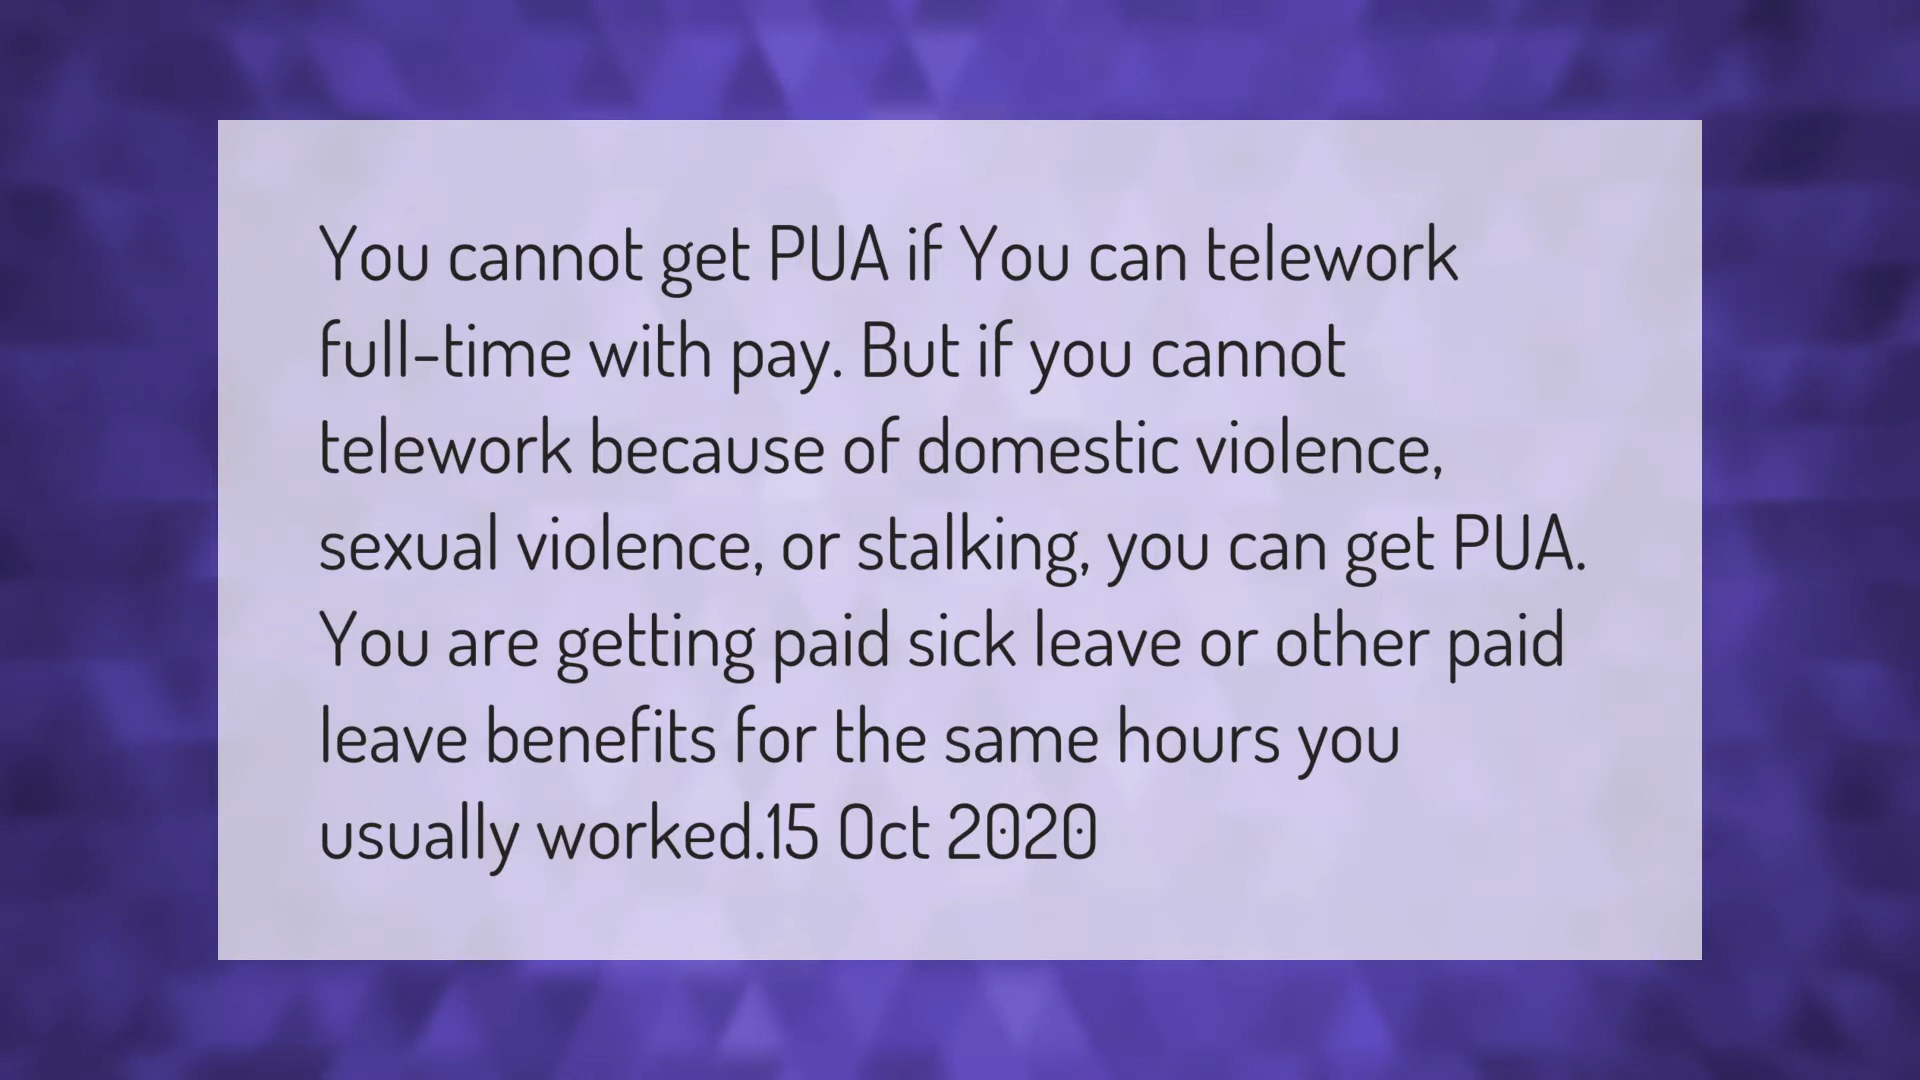 You cannot get PUA if You can telework
full-time with pay. But if you cannot
telework because of domestic violence,
sexual violence, or stalking, you can get PUA.
You are getting paid sick leave or other paid
leave benefits for the same hours you
usually worked.15 Oct 2020